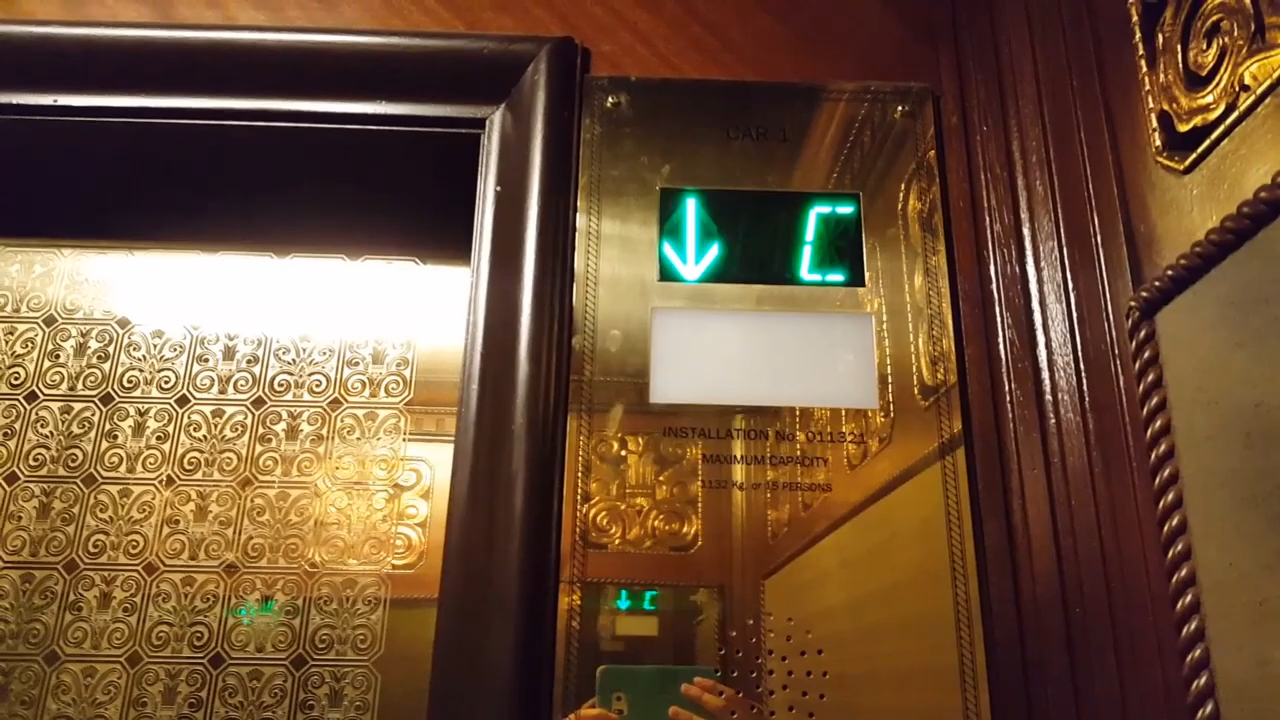 CAR 1
↓ C
INSTALLATION No: 011321
MAXIMUM CAPACITY
1132 Kg. or 15 PERSONS